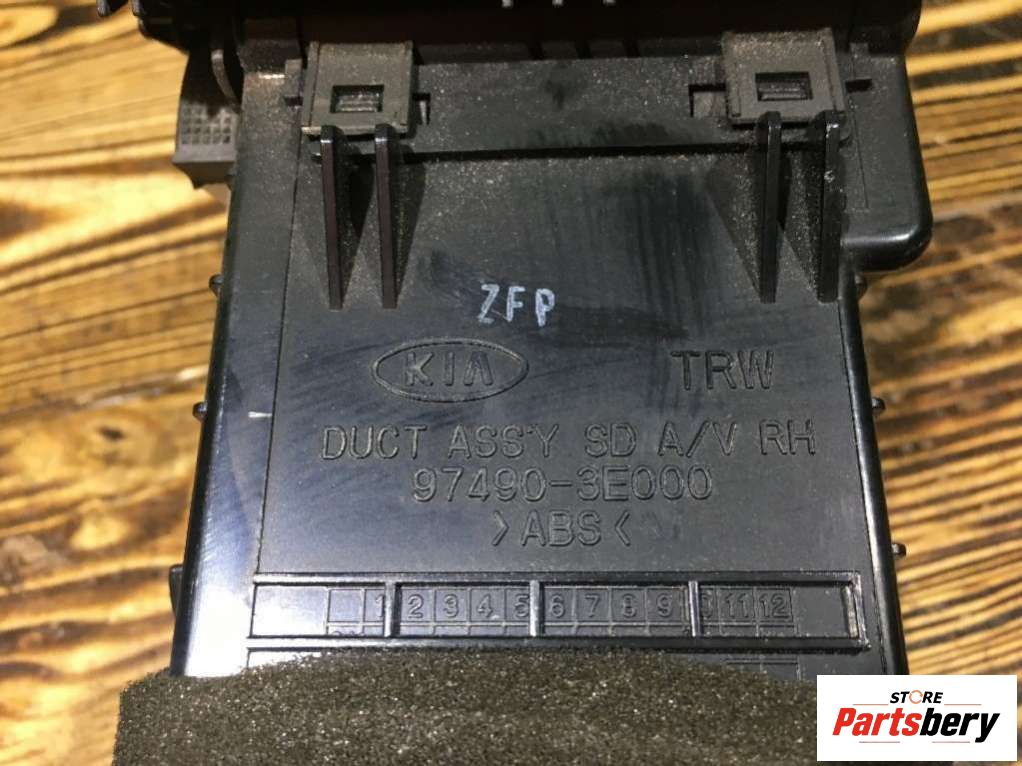 ZFP
KIA TRW
DUCT ASS'Y SD A/V RH
97490-3E000
>ABS<
1 2 3 4 5 6 7 8 9 11 12
STORE
Partsbery